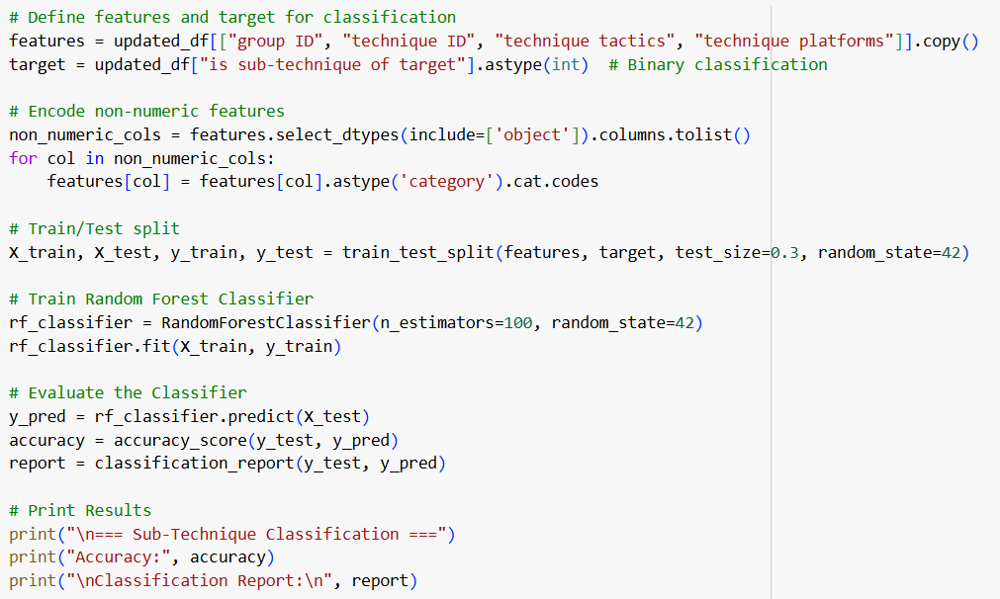 # Define features and target for classification
features = updated_df[["group ID", "technique ID", "technique tactics", "technique platforms"]].copy()
target = updated_df["is sub-technique of target"].astype(int)  # Binary classification

# Encode non-numeric features
non_numeric_cols = features.select_dtypes(include=['object']).columns.tolist()
for col in non_numeric_cols:
    features[col] = features[col].astype('category').cat.codes

# Train/Test split
X_train, X_test, y_train, y_test = train_test_split(features, target, test_size=0.3, random_state=42)

# Train Random Forest Classifier
rf_classifier = RandomForestClassifier(n_estimators=100, random_state=42)
rf_classifier.fit(X_train, y_train)

# Evaluate the Classifier
y_pred = rf_classifier.predict(X_test)
accuracy = accuracy_score(y_test, y_pred)
report = classification_report(y_test, y_pred)

# Print Results
print("\n=== Sub-Technique Classification ===")
print("Accuracy:", accuracy)
print("\nClassification Report:\n", report)